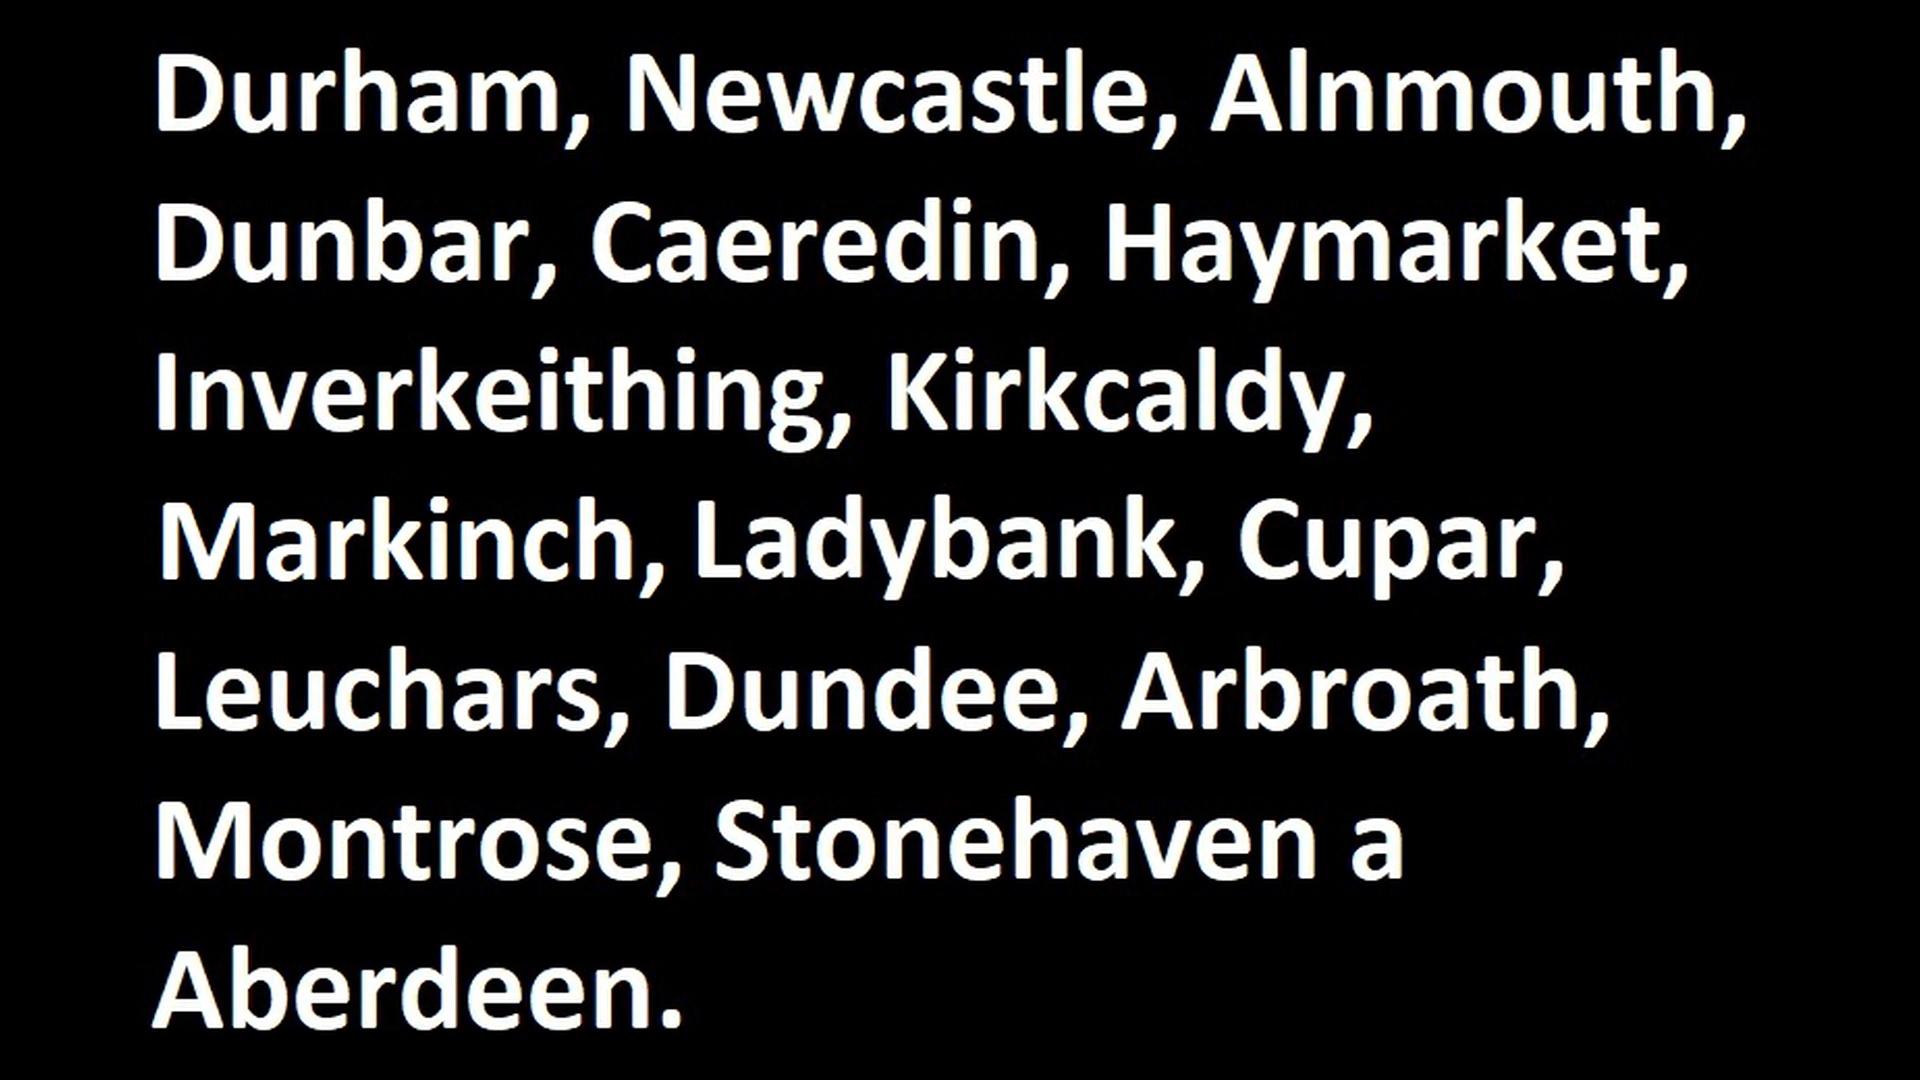 Durham, Newcastle, Alnmouth,
Dunbar, Caeredin, Haymarket,
Inverkeithing, Kirkcaldy,
Markinch, Ladybank, Cupar,
Leuchars, Dundee, Arbroath,
Montrose, Stonehaven a
Aberdeen.